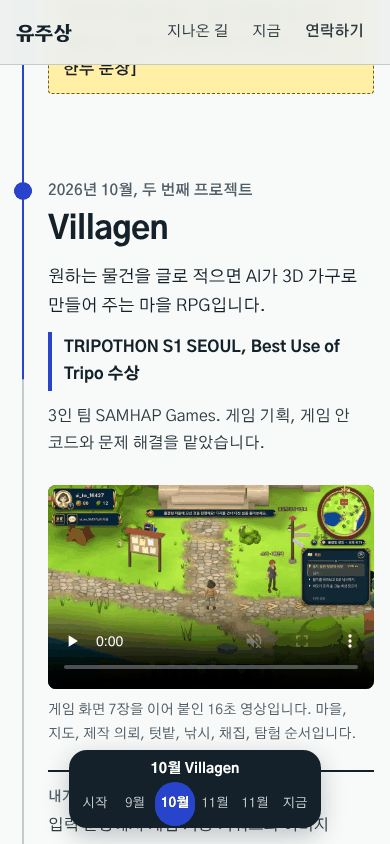 유주상
지나온 길
지금
연락하기
한두 문장]
2026년 10월, 두 번째 프로젝트
Villagen
원하는 물건을 글로 적으면 AI가 3D 가구로
만들어 주는 마을 RPG입니다.
TRIPOTHON S1 SEOUL, Best Use of
Tripo 수상
3인 팀 SAMHAP Games. 게임 기획, 게임 안
코드와 문제 해결을 맡았습니다.
0:00
게임 화면 7장을 이어 붙인 16초 영상입니다. 마을,
지도, 제작 의뢰, 텃밭, 낚시, 채집, 탐험 순서입니다.
10월 Villagen
시작
9월
10월
11월
11월
지금